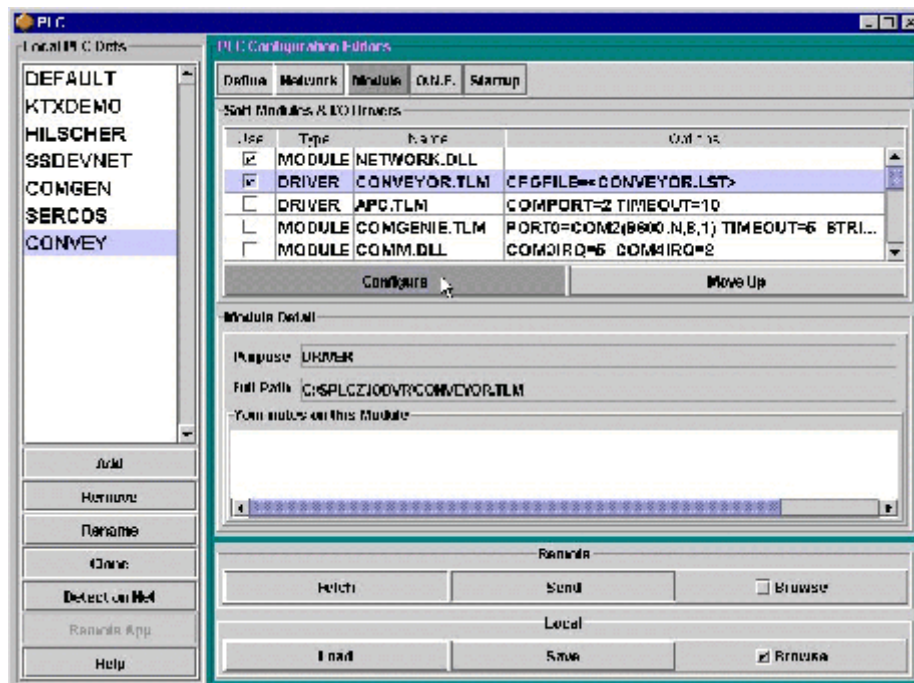 PLC
Local PLC Defs
DEFAULT
KTXDEMO
HILSCHER
SSDEVNET
COMGEN
SERCOS
CONVEY
Add
Remove
Rename
Clone
Detect on Net
Remote App
Help
PLC Configuration Editors
Define Network Module O.N.F. Startup
Soft Modules & I/O Drivers
Use Type Name Options
MODULE NETWORK.DLL
DRIVER CONVEYOR.TLM CFGFILE=<CONVEYOR.LST>
DRIVER APC.TLM COMPORT=2 TIMEOUT=10
MODULE COMGENIE.TLM PORT0=COM2(9600,N,8,1) TIMEOUT=5 STRI...
MODULE COMM.DLL COM3IRQ=5 COM4IRQ=2
Configure Move Up
Module Detail
Purpose DRIVER
Full Path CONVEYOR.TLM
Your notes on this Module
Remote
Fetch Send Browse
Local
Load Save Browse